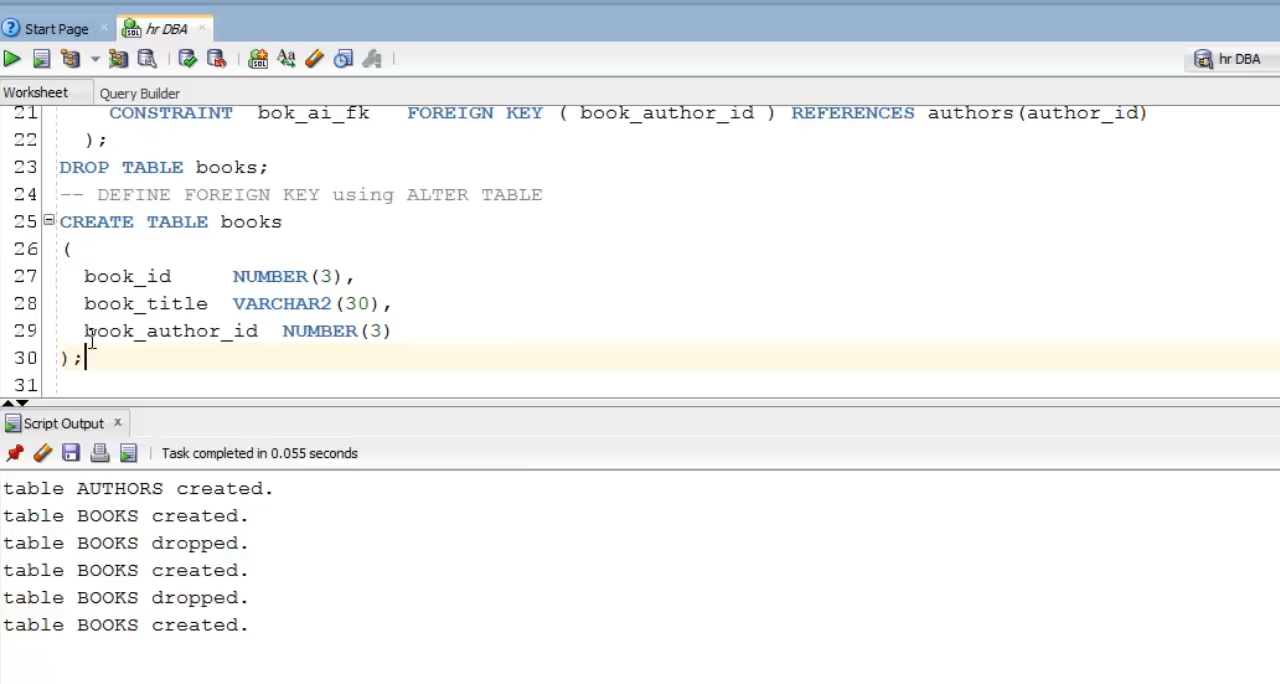 Start Page
hr DBA
hr DBA
Worksheet
Query Builder
21 CONSTRAINT bok_ai_fk FOREIGN KEY ( book_author_id ) REFERENCES authors(author_id)
22 );
23 DROP TABLE books;
24 -- DEFINE FOREIGN KEY using ALTER TABLE
25 CREATE TABLE books
26 (
27 book_id NUMBER(3),
28 book_title VARCHAR2(30),
29 book_author_id NUMBER(3)
30 );
31
Script Output
Task completed in 0.055 seconds
table AUTHORS created.
table BOOKS created.
table BOOKS dropped.
table BOOKS created.
table BOOKS dropped.
table BOOKS created.